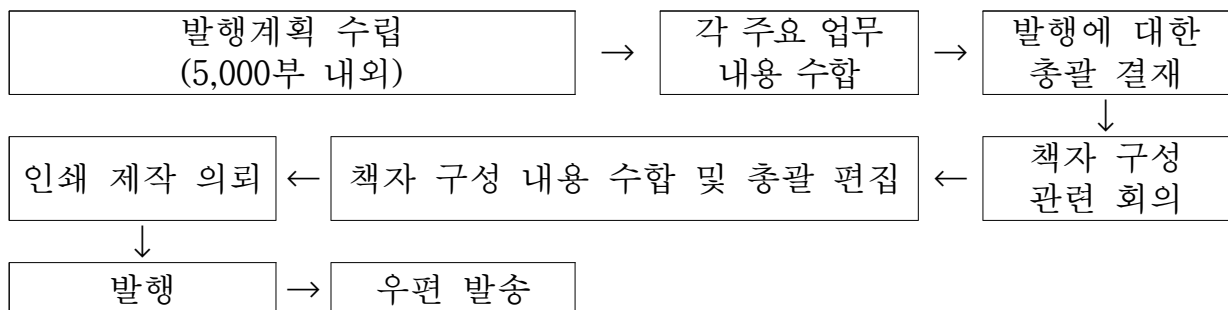 발행계획 수립
(5,000부 내외)
→
각 주요 업무
내용 수합
→
발행에 대한
총괄 결재
↓
책자 구성
관련 회의
←
책자 구성 내용 수합 및 총괄 편집
←
인쇄 제작 의뢰
↓
발행
→
우편 발송